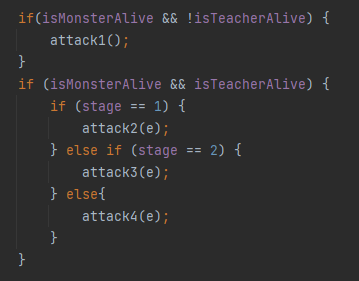 if(isMonsterAlive && !isTeacherAlive) {
    attack1();
}
if (isMonsterAlive && isTeacherAlive) {
    if (stage == 1) {
        attack2(e);
    } else if (stage == 2) {
        attack3(e);
    } else{
        attack4(e);
    }
}